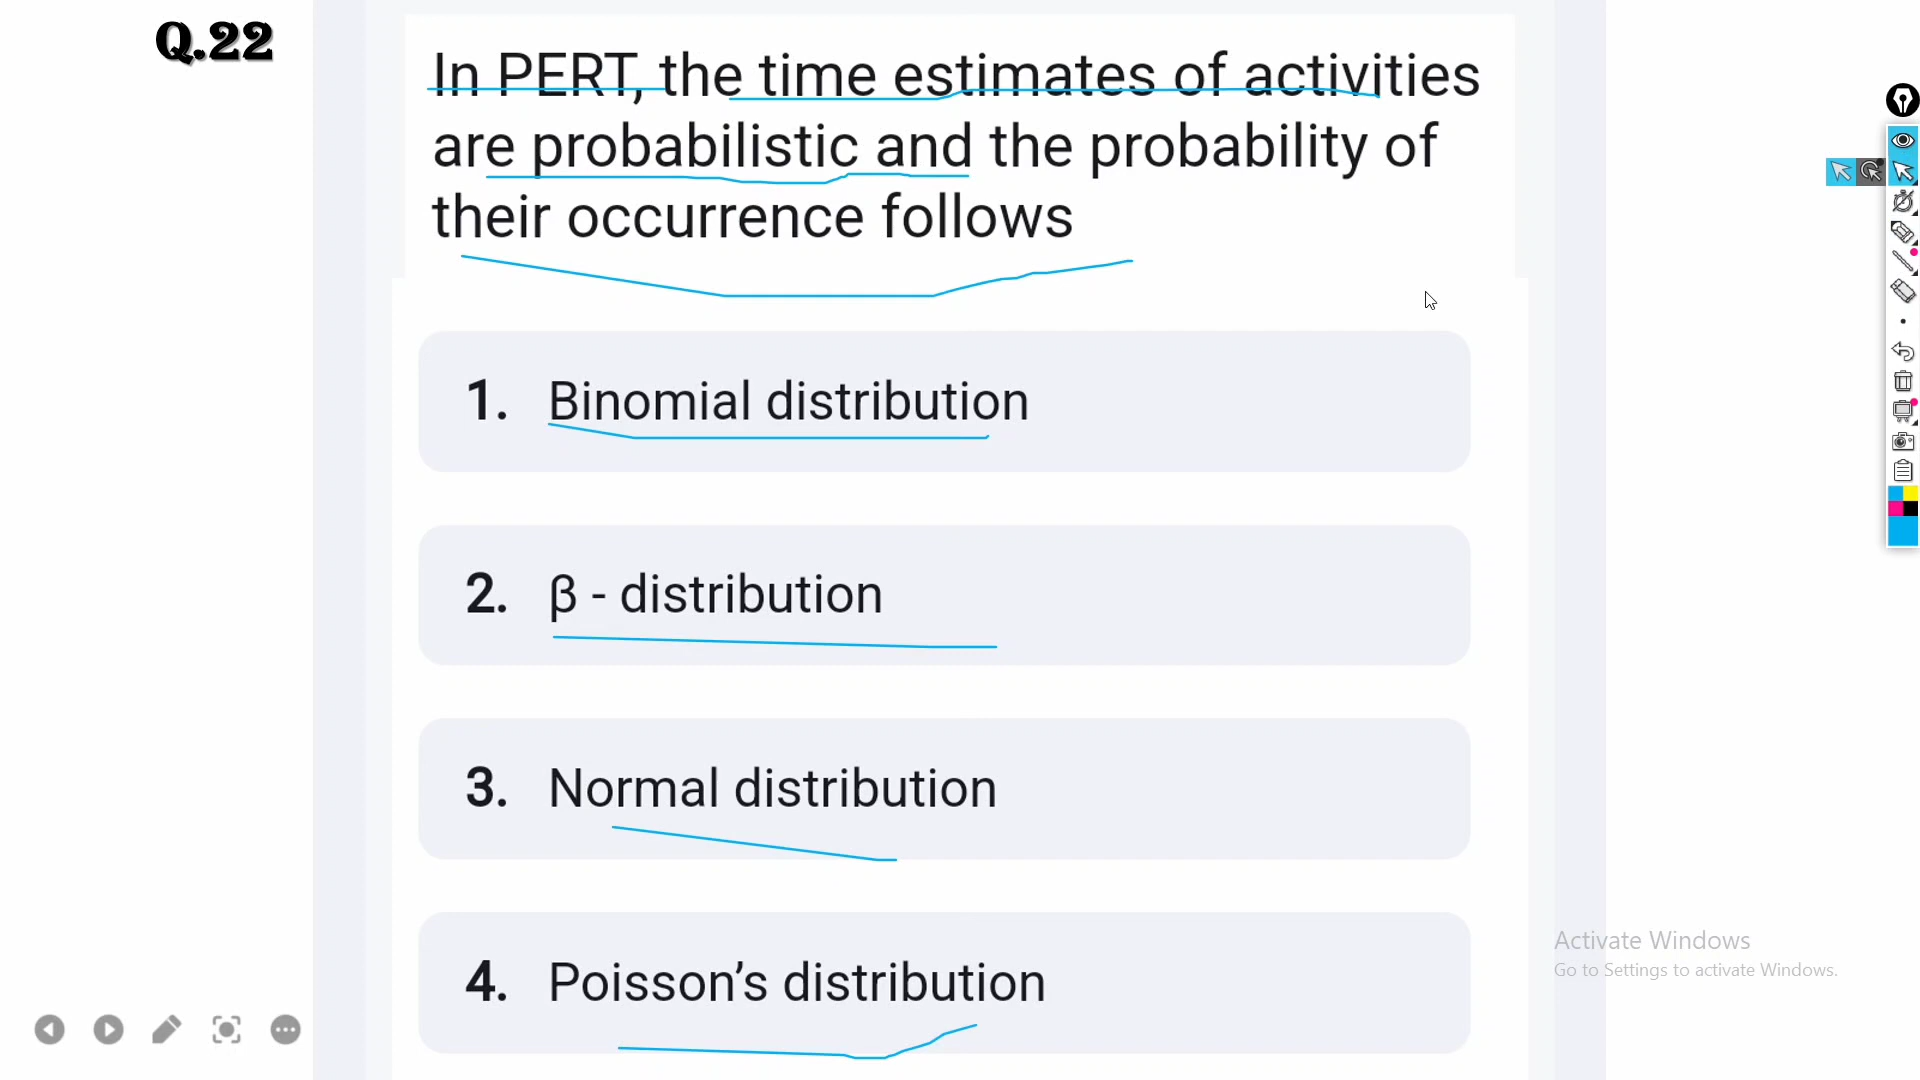 Q.22
In PERT, the time estimates of activities
are probabilistic and the probability of
their occurrence follows
1. Binomial distribution
2. β - distribution
3. Normal distribution
4. Poisson’s distribution
Activate Windows
Go to Settings to activate Windows.